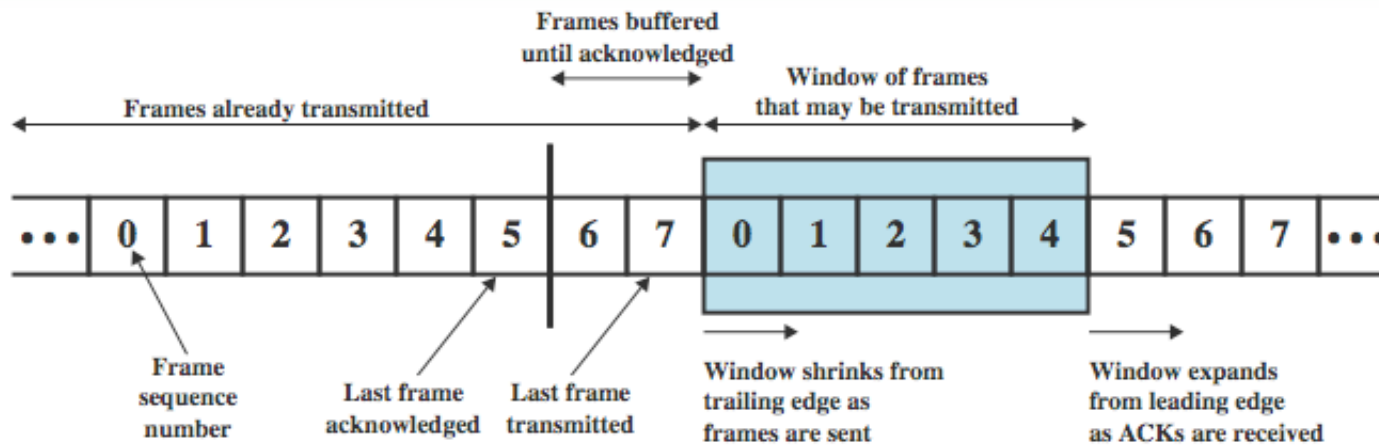 Frames buffered
until acknowledged
Window of frames
that may be transmitted
Frames already transmitted
••• 0 1 2 3 4 5 6 7 0 1 2 3 4 5 6 7 •••
Frame
sequence
number
Last frame
acknowledged
Last frame
transmitted
Window shrinks from
trailing edge as
frames are sent
Window expands
from leading edge
as ACKs are received